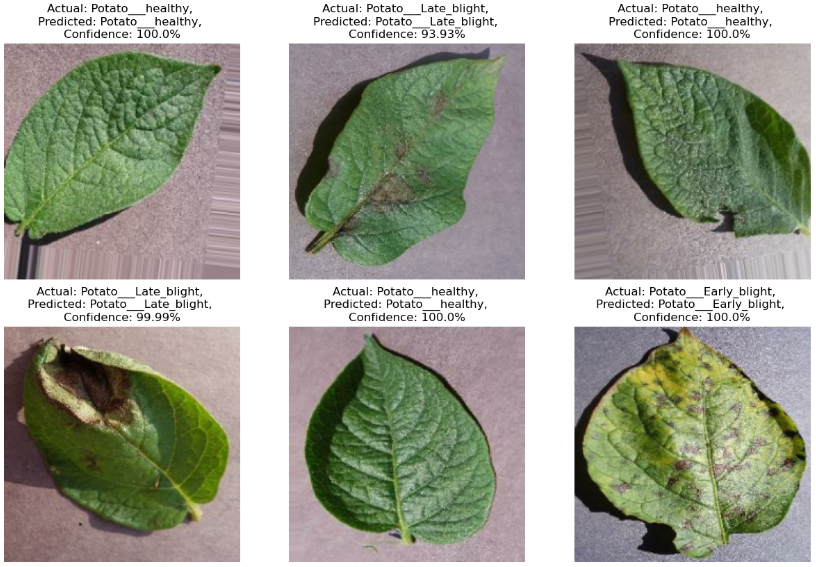 Actual: Potato___healthy,
Predicted: Potato___healthy,
Confidence: 100.0%
Actual: Potato___Late_blight,
Predicted: Potato___Late_blight,
Confidence: 93.93%
Actual: Potato___healthy,
Predicted: Potato___healthy,
Confidence: 100.0%
Actual: Potato___Late_blight,
Predicted: Potato___Late_blight,
Confidence: 99.99%
Actual: Potato___healthy,
Predicted: Potato___healthy,
Confidence: 100.0%
Actual: Potato___Early_blight,
Predicted: Potato___Early_blight,
Confidence: 100.0%